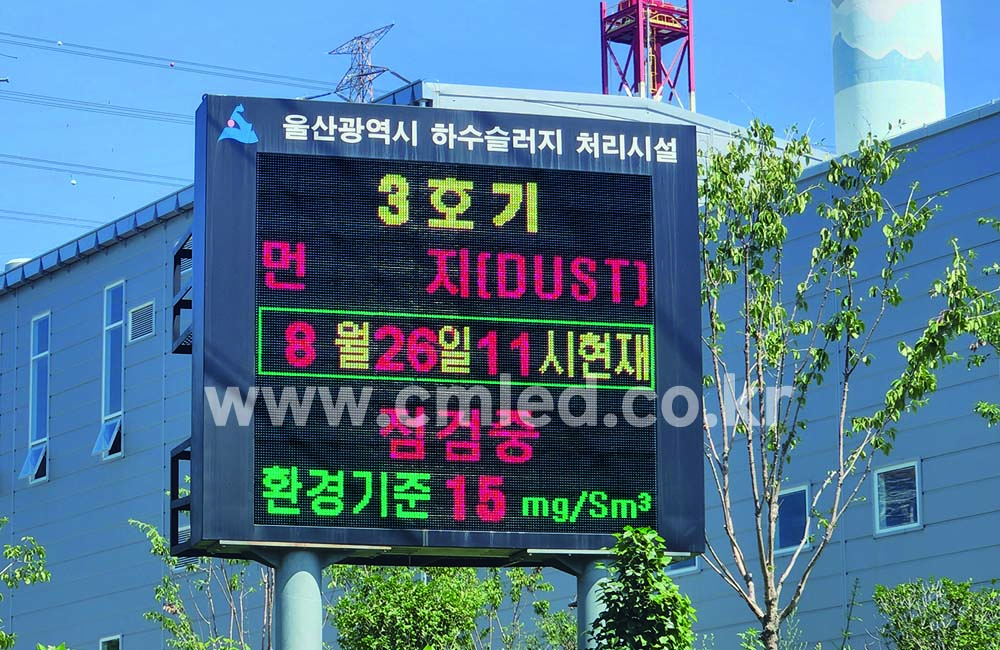 울산광역시 하수슬러지 처리시설
3호기
먼 지(DUST)
8월26일11시현재
www.cmled.co.kr
점검중
환경기준 15 mg/Sm³